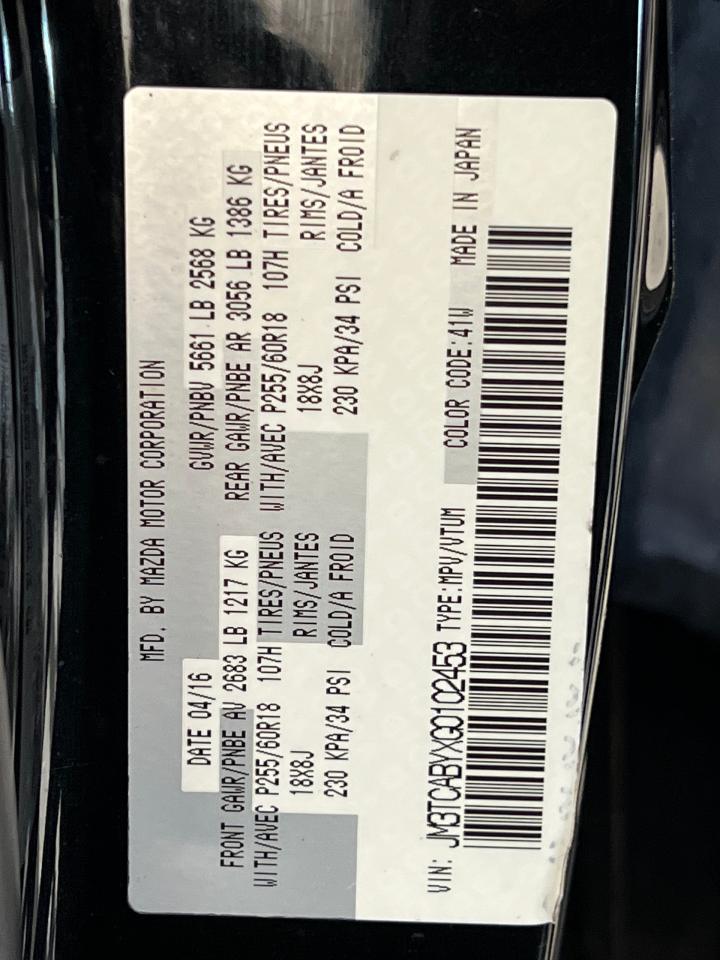 MFD. BY MAZDA MOTOR CORPORATION
DATE 04/16 GVWR/PNBV 5661 LB 2568 KG
FRONT GAWR/PNBE AV 2683 LB 1217 KG REAR GAWR/PNBE AR 3056 LB 1386 KG
WITH/AVEC P255/60R18 107H TIRES/PNEUS WITH/AVEC P255/60R18 107H TIRES/PNEUS
18X8J RIMS/JANTES 18X8J RIMS/JANTES
230 KPA/34 PSI COLD/A FROID 230 KPA/34 PSI COLD/A FROID
VIN: JM3TCABYXG0102453 TYPE:MPV/VTUM COLOR CODE:41W MADE IN JAPAN